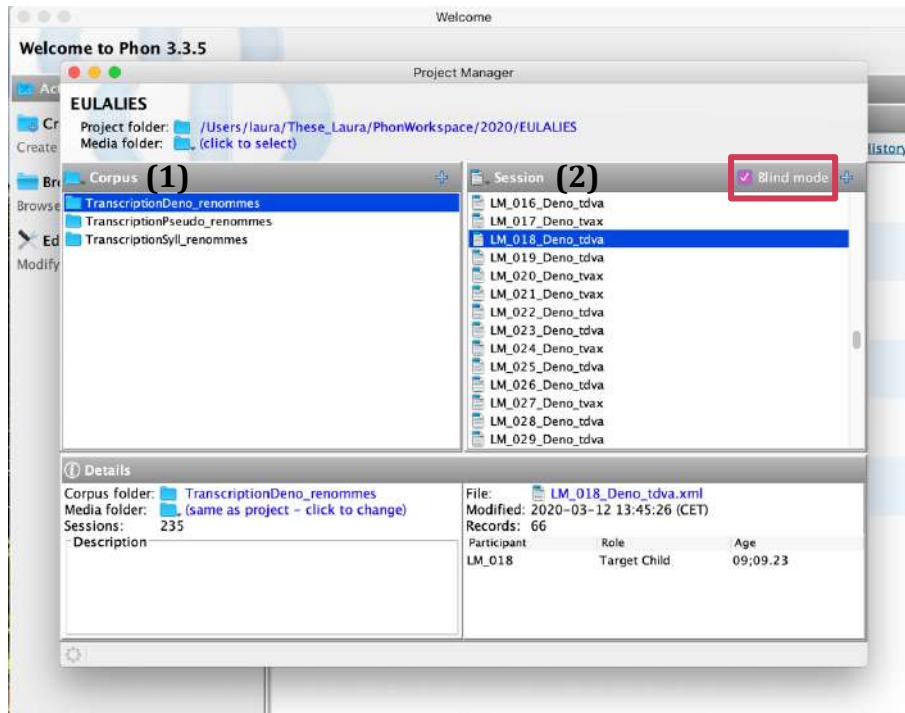 Welcome
Welcome to Phon 3.3.5
Project Manager
Act
EULALIES
Project folder: /Users/laura/These_Laura/PhonWorkspace/2020/EULALIES
Media folder: (click to select)
Cr
Create
listory
Bro
Browse
Ed
Modify
Corpus (1)
TranscriptionDeno_renommes
TranscriptionPseudo_renommes
TranscriptionSyll_renommes
Session (2) Blind mode
LM_016_Deno_tdva
LM_017_Deno_tvax
LM_018_Deno_tdva
LM_019_Deno_tdva
LM_020_Deno_tvax
LM_021_Deno_tvax
LM_022_Deno_tdva
LM_023_Deno_tdva
LM_024_Deno_tvax
LM_025_Deno_tdva
LM_026_Deno_tdva
LM_027_Deno_tvax
LM_028_Deno_tdva
LM_029_Deno_tdva
Details
Corpus folder: TranscriptionDeno_renommes
Media folder: (same as project - click to change)
Sessions: 235
Description
File: LM_018_Deno_tdva.xml
Modified: 2020-03-12 13:45:26 (CET)
Records: 66
Participant Role Age
LM_018 Target Child 09;09.23